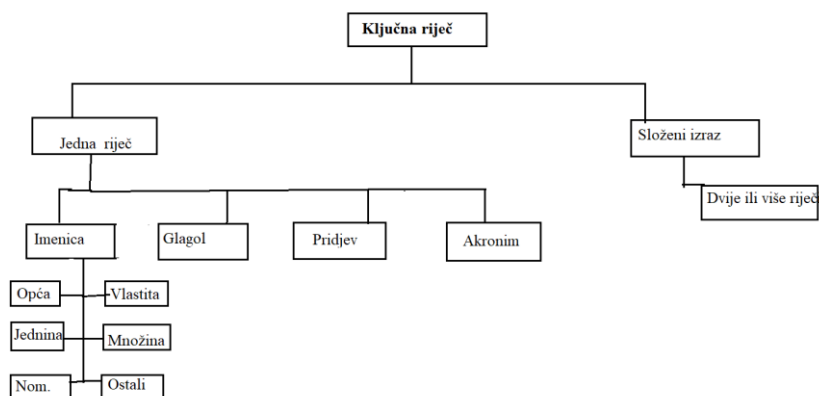 Ključna riječ
Jedna riječ
Složeni izraz
Dvije ili više riječ
Imenica
Glagol
Pridjev
Akronim
Opća
Vlastita
Jednina
Množina
Nom.
Ostali